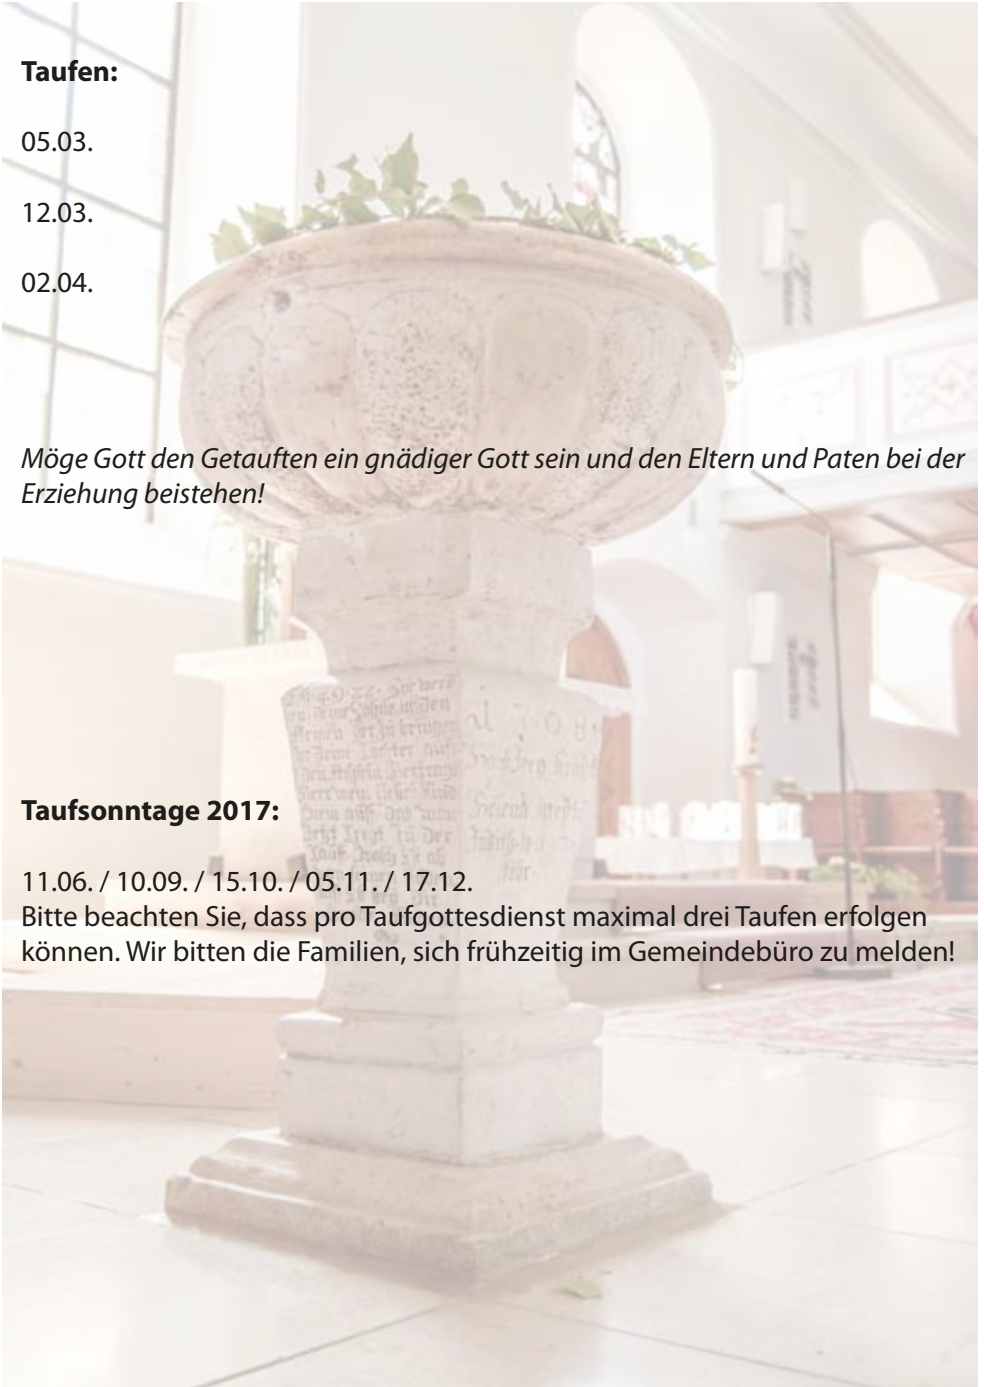 Taufen:
05.03.
12.03.
02.04.
Möge Gott den Getauften ein gnädiger Gott sein und den Eltern und Paten bei der
Erziehung beistehen!
Taufsonntage 2017:
11.06. / 10.09. / 15.10. / 05.11. / 17.12.
Bitte beachten Sie, dass pro Taufgottesdienst maximal drei Taufen erfolgen
können. Wir bitten die Familien, sich frühzeitig im Gemeindebüro zu melden!